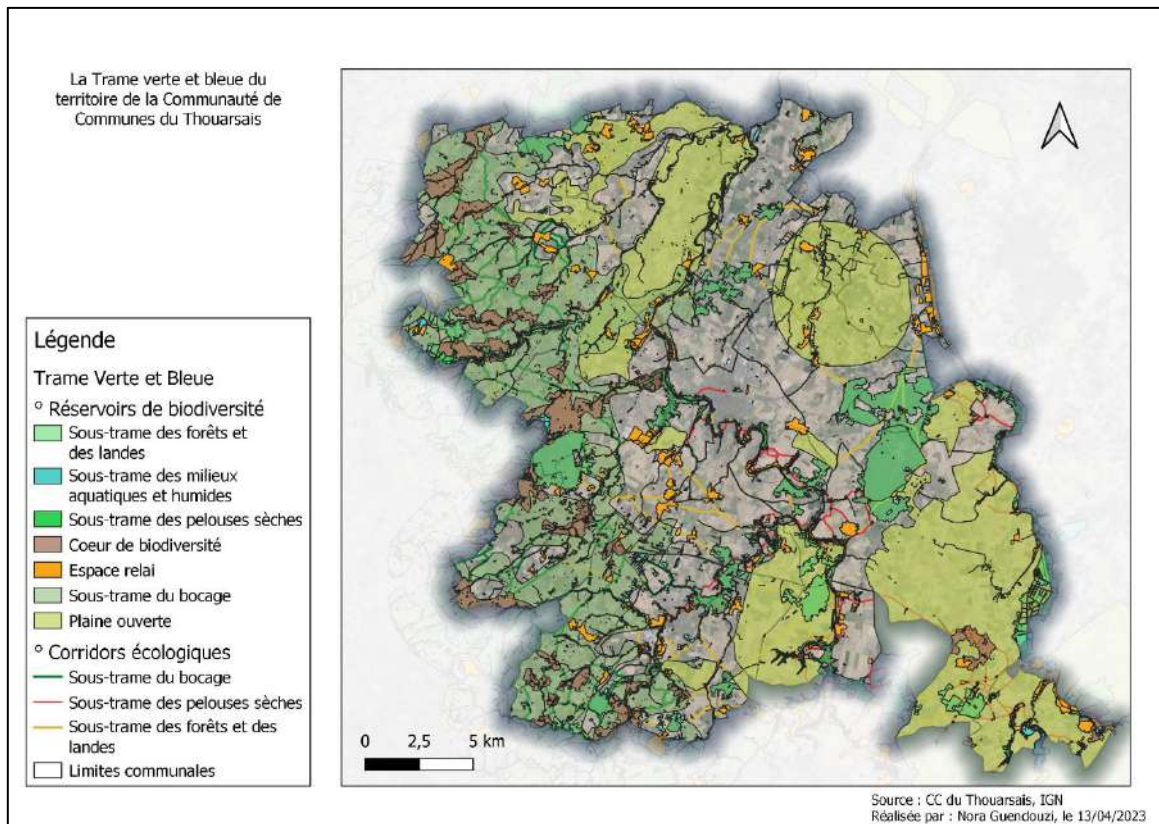 La Trame verte et bleue du
territoire de la Communauté de
Communes du Thouarsais
Légende
Trame Verte et Bleue
° Réservoirs de biodiversité
Sous-trame des forêts et
des landes
Sous-trame des milieux
aquatiques et humides
Sous-trame des pelouses sèches
Coeur de biodiversité
Espace relai
Sous-trame du bocage
Plaine ouverte
° Corridors écologiques
Sous-trame du bocage
Sous-trame des pelouses sèches
Sous-trame des forêts et des
landes
Limites communales
0 2,5 5 km
Source : CC du Thouarsais, IGN
Réalisée par : Nora Guendouzi, le 13/04/2023